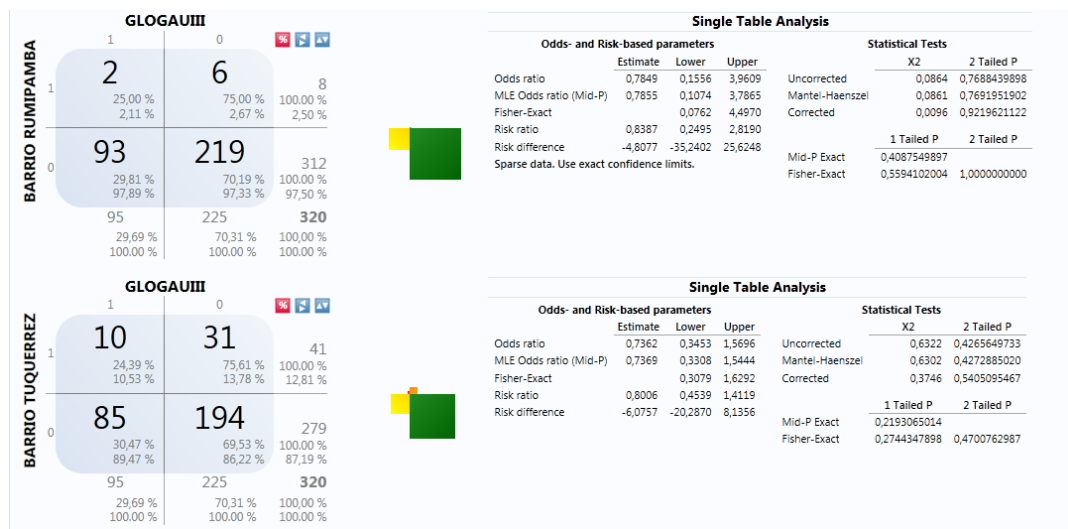 GLOGAUIII
1 0 %
BARRIO RUMIPAMBA
1 2 6 8
25,00 % 75,00 % 100.00 %
2,11 % 2,67 % 2,50 %
0 93 219 312
29,81 % 70,19 % 100.00 %
97,89 % 97,33 % 97,50 %
95 225 320
29,69 % 70,31 % 100,00 %
100.00 % 100.00 % 100.00 %
Single Table Analysis
Odds- and Risk-based parameters
Estimate Lower Upper
Odds ratio 0,7849 0,1556 3,9609
MLE Odds ratio (Mid-P) 0,7855 0,1074 3,7865
Fisher-Exact 0,0762 4,4970
Risk ratio 0,8387 0,2495 2,8190
Risk difference -4,8077 -35,2402 25,6248
Sparse data. Use exact confidence limits.
Statistical Tests
X2 2 Tailed P
Uncorrected 0,0864 0,7688439898
Mantel-Haenszel 0,0861 0,7691951902
Corrected 0,0096 0,9219621122
1 Tailed P 2 Tailed P
Mid-P Exact 0,4087549897
Fisher-Exact 0,5594102004 1,0000000000
GLOGAUIII
1 0 %
BARRIO TUQUERREZ
1 10 31 41
24,39 % 75,61 % 100.00 %
10,53 % 13,78 % 12,81 %
0 85 194 279
30,47 % 69,53 % 100.00 %
89,47 % 86,22 % 87,19 %
95 225 320
29,69 % 70,31 % 100,00 %
100.00 % 100.00 % 100.00 %
Single Table Analysis
Odds- and Risk-based parameters
Estimate Lower Upper
Odds ratio 0,7362 0,3453 1,5696
MLE Odds ratio (Mid-P) 0,7369 0,3308 1,5444
Fisher-Exact 0,3079 1,6292
Risk ratio 0,8006 0,4539 1,4119
Risk difference -6,0757 -20,2870 8,1356
Statistical Tests
X2 2 Tailed P
Uncorrected 0,6322 0,4265649733
Mantel-Haenszel 0,6302 0,4272885020
Corrected 0,3746 0,5405095467
1 Tailed P 2 Tailed P
Mid-P Exact 0,2193065014
Fisher-Exact 0,2744347898 0,4700762987